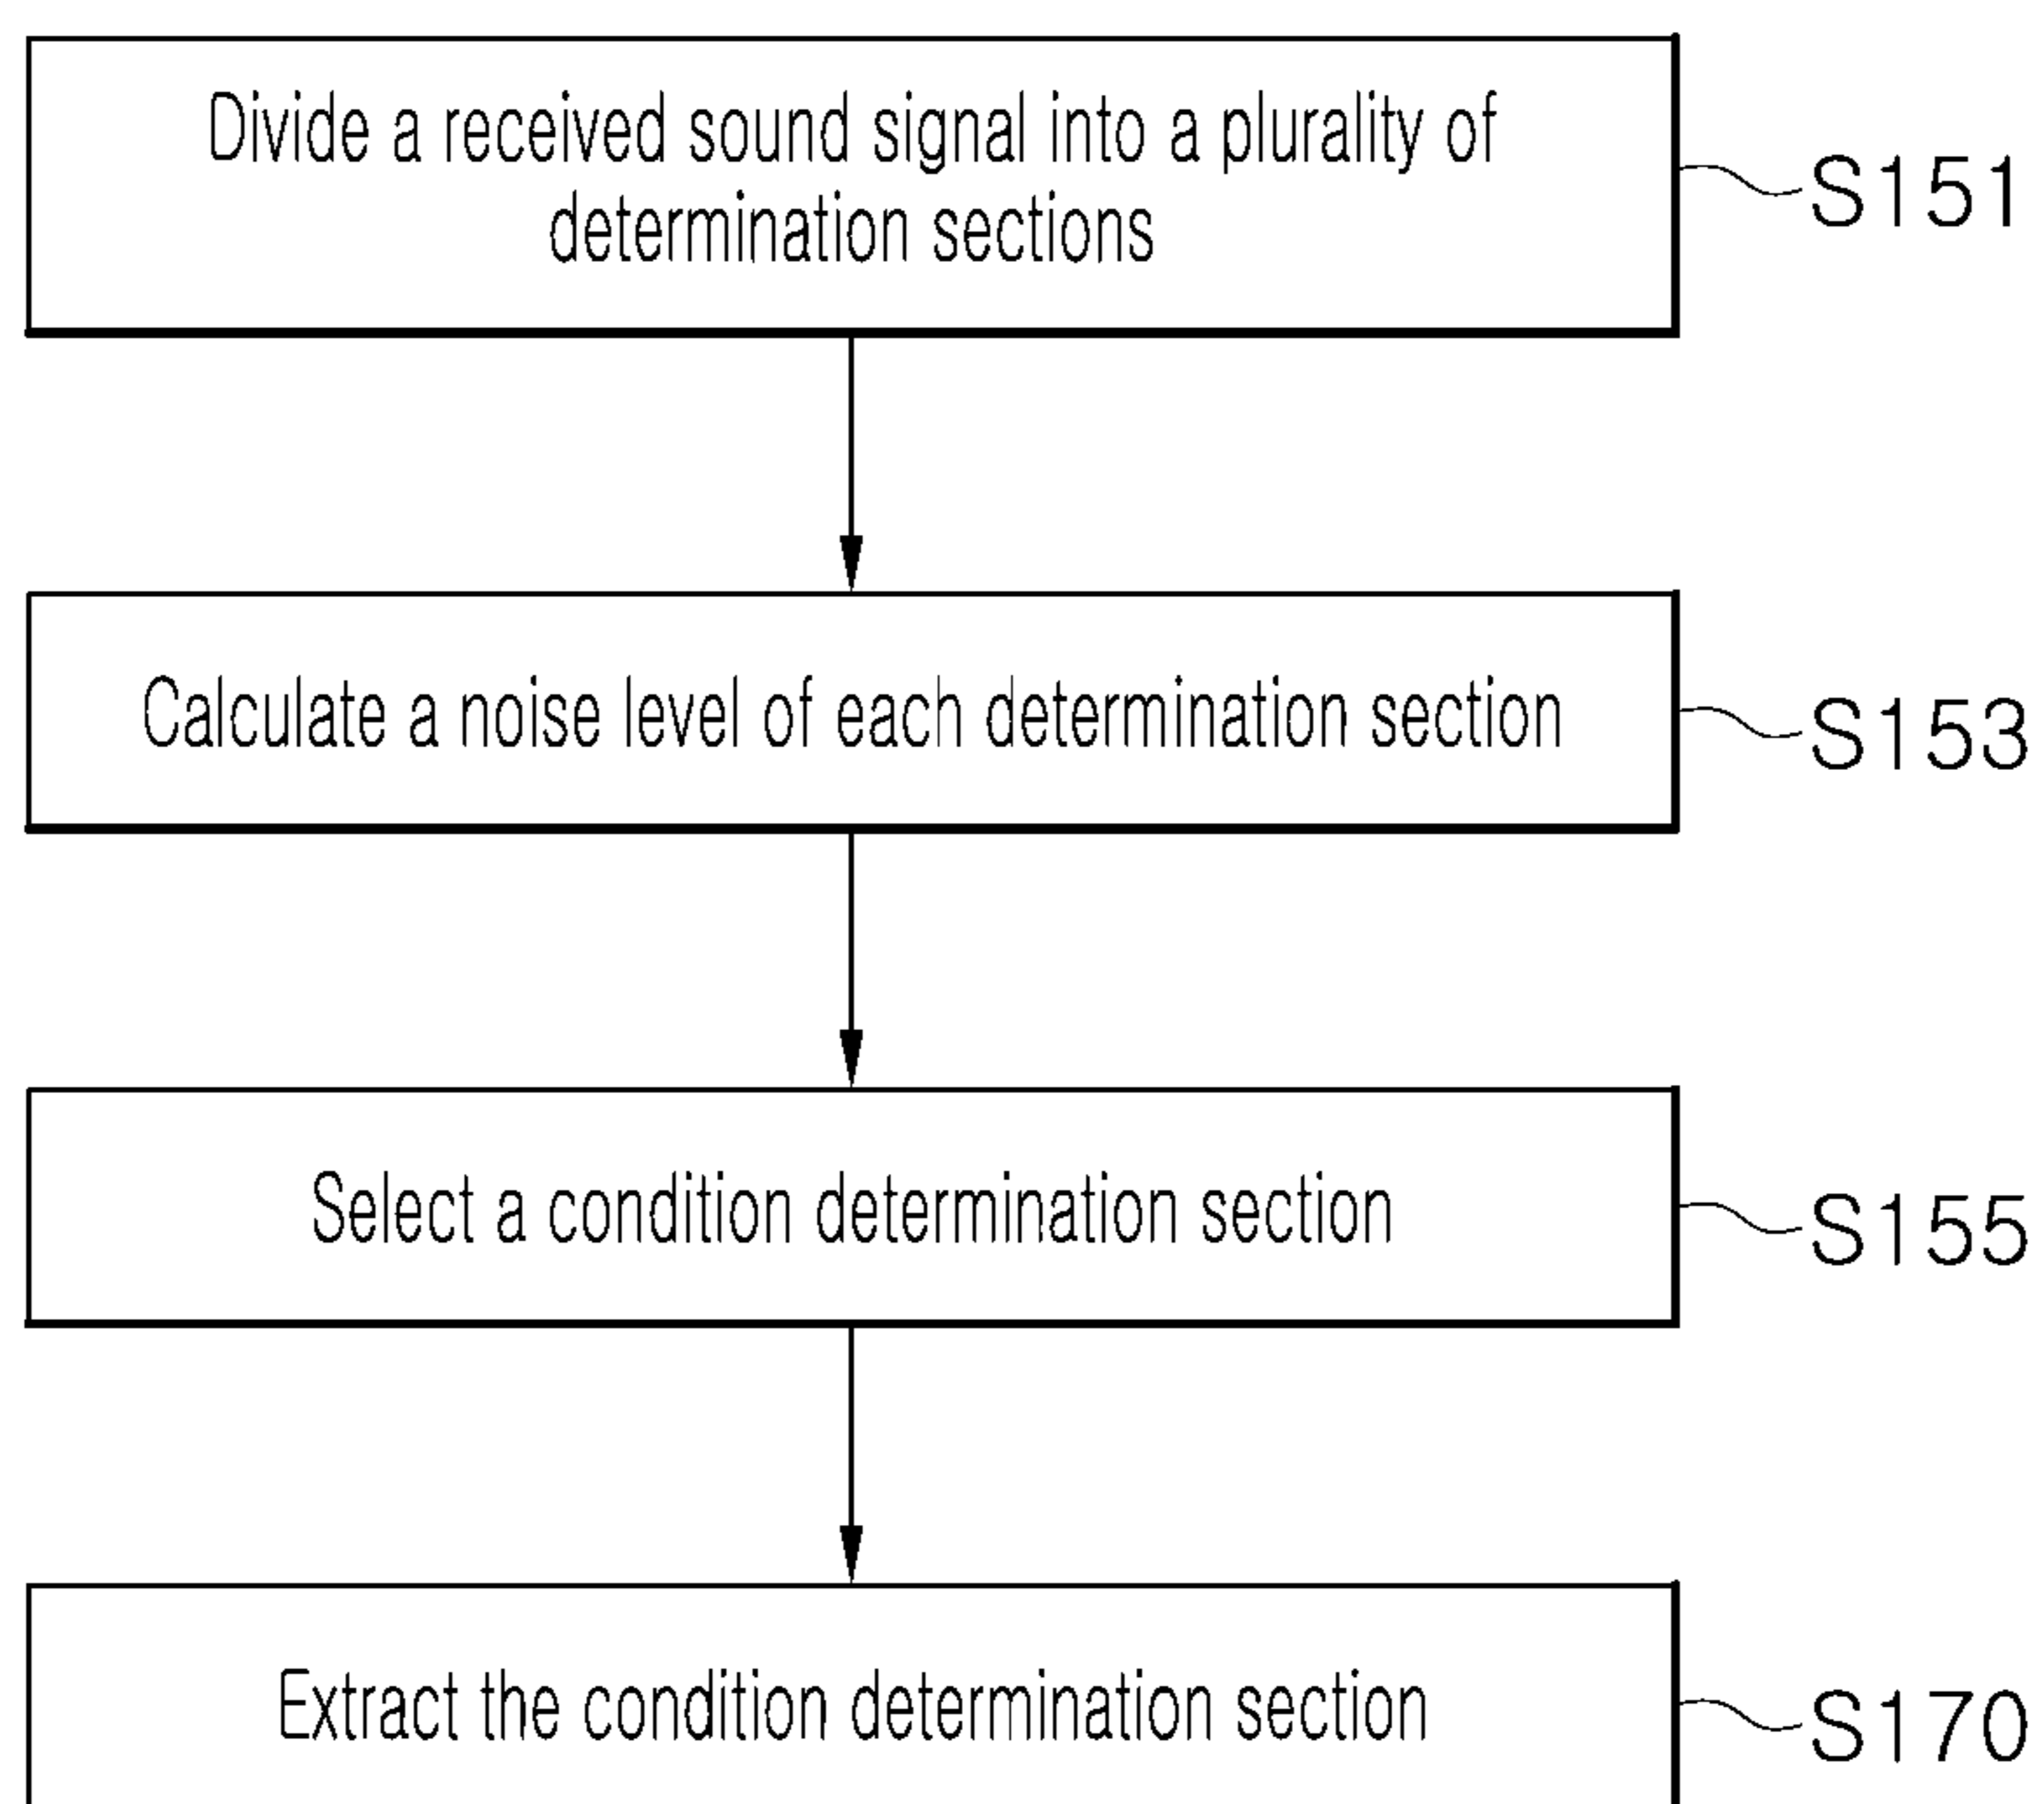 Divide a received sound signal into a plurality of
determination sections
S151
Calculate a noise level of each determination section
S153
Select a condition determination section
S155
Extract the condition determination section
S170